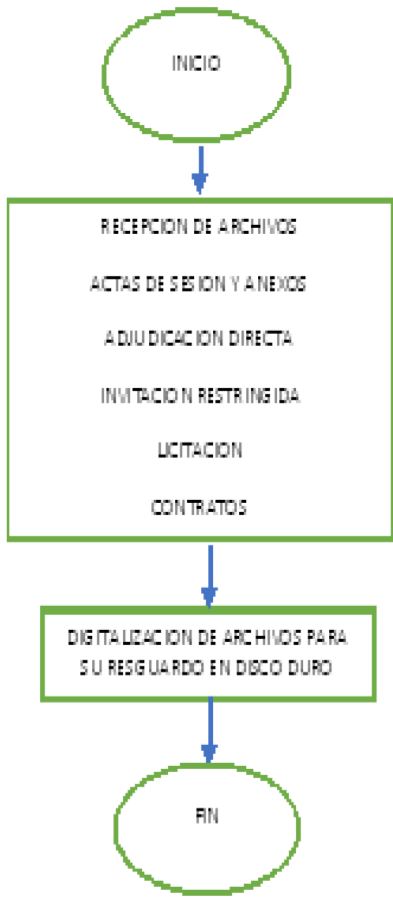 INICIO
RECEPCION DE ARCHIVOS
ACTAS DE SESION Y ANEXOS
ADJUDICACION DIRECTA
INVITACION RESTRINGIDA
LICITACION
CONTRATOS
DIGITALIZACION DE ARCHIVOS PARA
SU RESGUARDO EN DISCO DURO
FIN